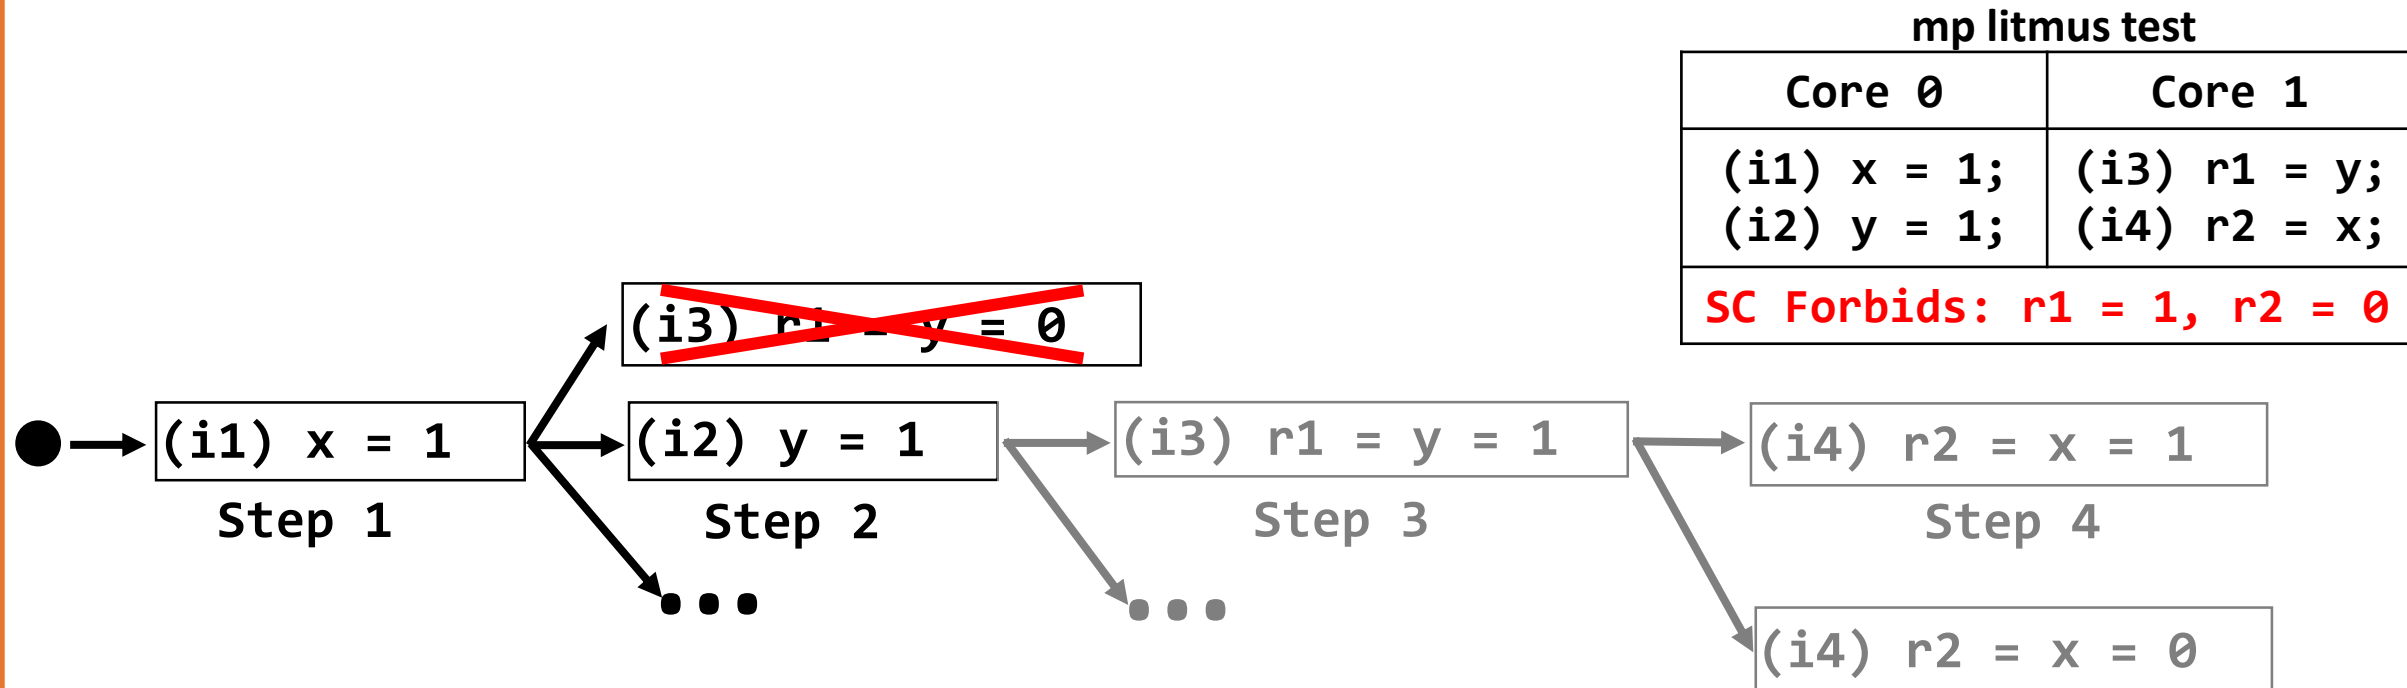 mp litmus test
Core 0 Core 1
(i1) x = 1; (i3) r1 = y;
(i2) y = 1; (i4) r2 = x;
SC Forbids: r1 = 1, r2 = 0
(i3) r1 = y = 0
(i1) x = 1
(i2) y = 1
(i3) r1 = y = 1
(i4) r2 = x = 1
Step 1
Step 2
Step 3
Step 4
...
...
(i4) r2 = x = 0